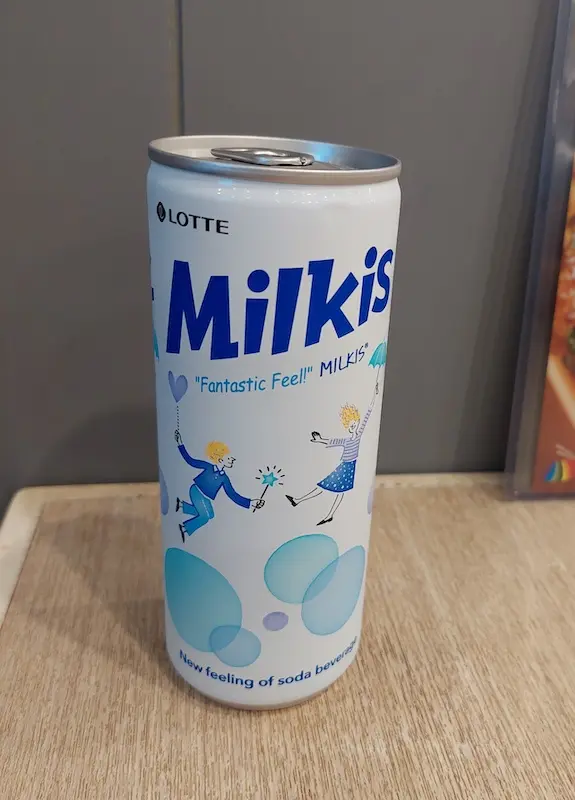 LOTTE
Milkis
"Fantastic Feel!" MILKIS®
New feeling of soda beverage